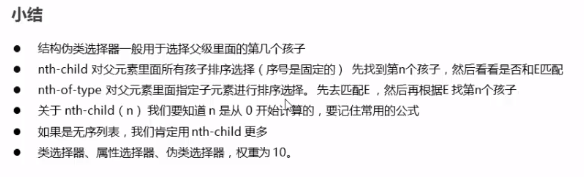 小结
● 结构伪类选择器一般用于选择父级里面的第几个孩子
● nth-child 对父元素里面所有孩子排序选择（序号是固定的） 先找到第n个孩子，然后看看是否和E匹配
● nth-of-type 对父元素里面指定子元素进行排序选择。 先去匹配E ，然后再根据E 找第n个孩子
● 关于 nth-child（n）我们要知道 n 是从 0 开始计算的，要记住常用的公式
● 如果是无序列表，我们肯定用 nth-child 更多
● 类选择器、属性选择器、伪类选择器，权重为 10。